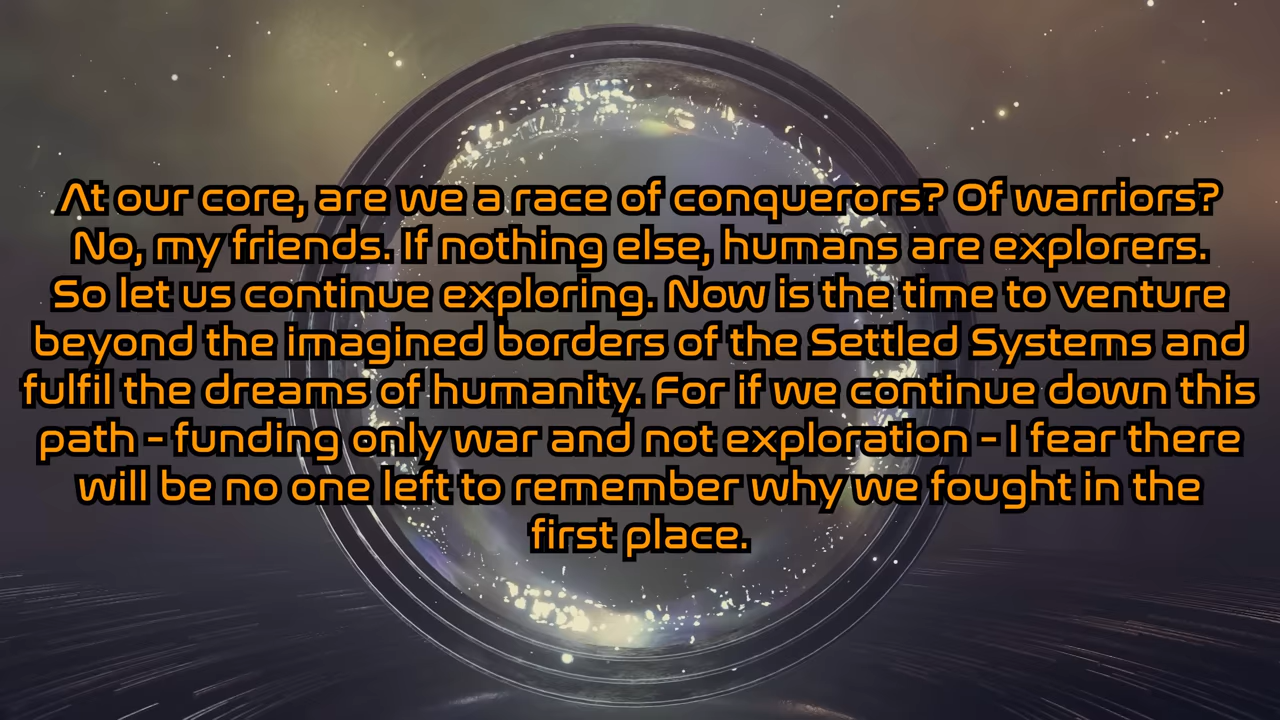 At our core, are we a race of conquerors? Of warriors?
No, my friends. If nothing else, humans are explorers.
So let us continue exploring. Now is the time to venture
beyond the imagined borders of the Settled Systems and
fulfil the dreams of humanity. For if we continue down this
path - funding only war and not exploration - I fear there
will be no one left to remember why we fought in the
first place.